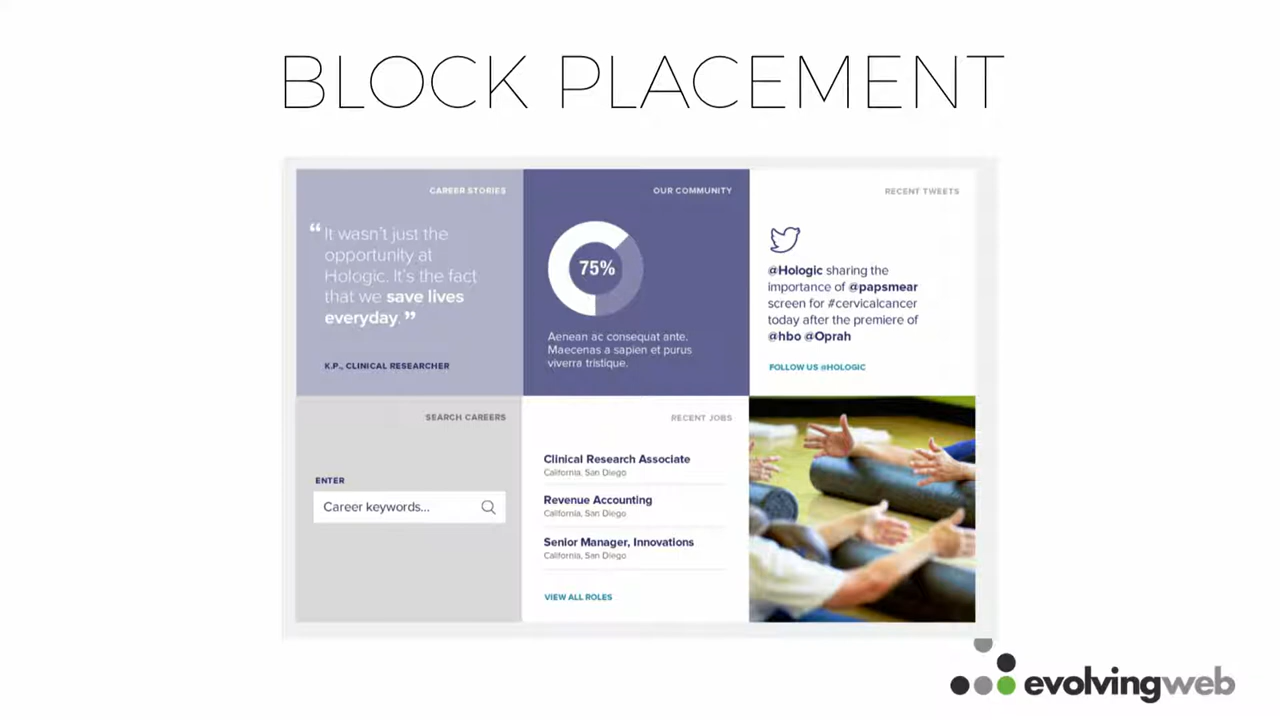 BLOCK PLACEMENT
CAREER STORIES
“ It wasn't just the
opportunity at
Hologic. It's the fact
that we save lives
everyday. ”
K.P., CLINICAL RESEARCHER
OUR COMMUNITY
75%
Aenean ac consequat ante.
Maecenas a sapien et purus
viverra tristique.
RECENT TWEETS
@Hologic sharing the
importance of @papsmear
screen for #cervicalcancer
today after the premiere of
@hbo @Oprah
FOLLOW US @HOLOGIC
SEARCH CAREERS
ENTER
Career keywords...
RECENT JOBS
Clinical Research Associate
California, San Diego
Revenue Accounting
California, San Diego
Senior Manager, Innovations
California, San Diego
VIEW ALL ROLES
evolvingweb